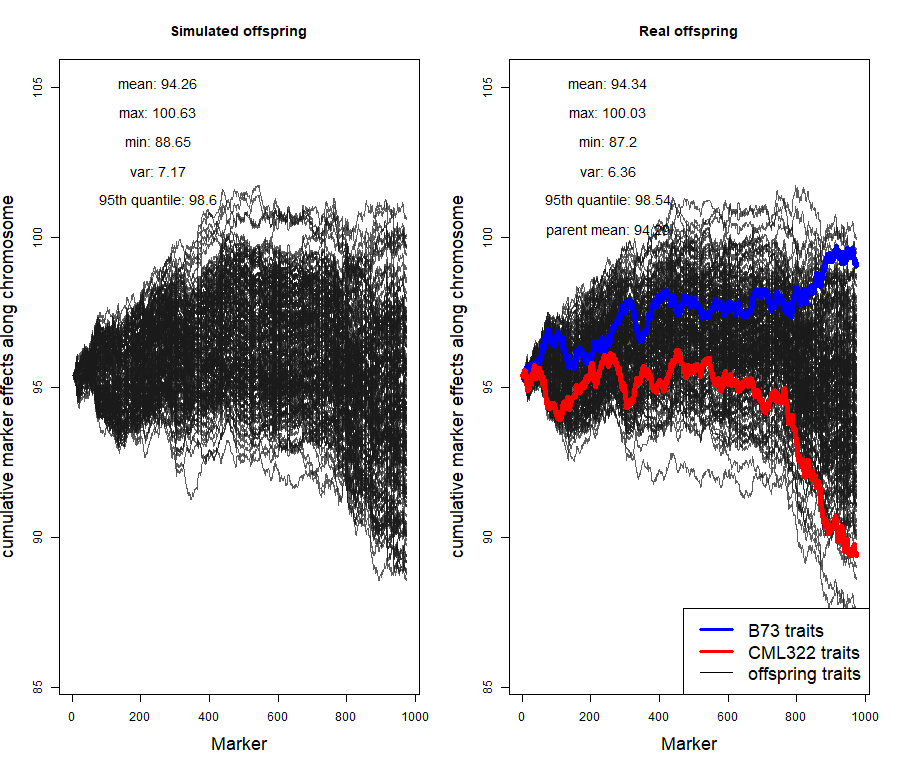 Simulated offspring
mean: 94.26
max: 100.63
min: 88.65
var: 7.17
95th quantile: 98.6
cumulative marker effects along chromosome
105
100
95
90
85
0 200 400 600 800 1000
Marker
Real offspring
mean: 94.34
max: 100.03
min: 87.2
var: 6.36
95th quantile: 98.54
parent mean: 94.29
cumulative marker effects along chromosome
105
100
95
90
85
B73 traits
CML322 traits
offspring traits
0 200 400 600 800 1000
Marker